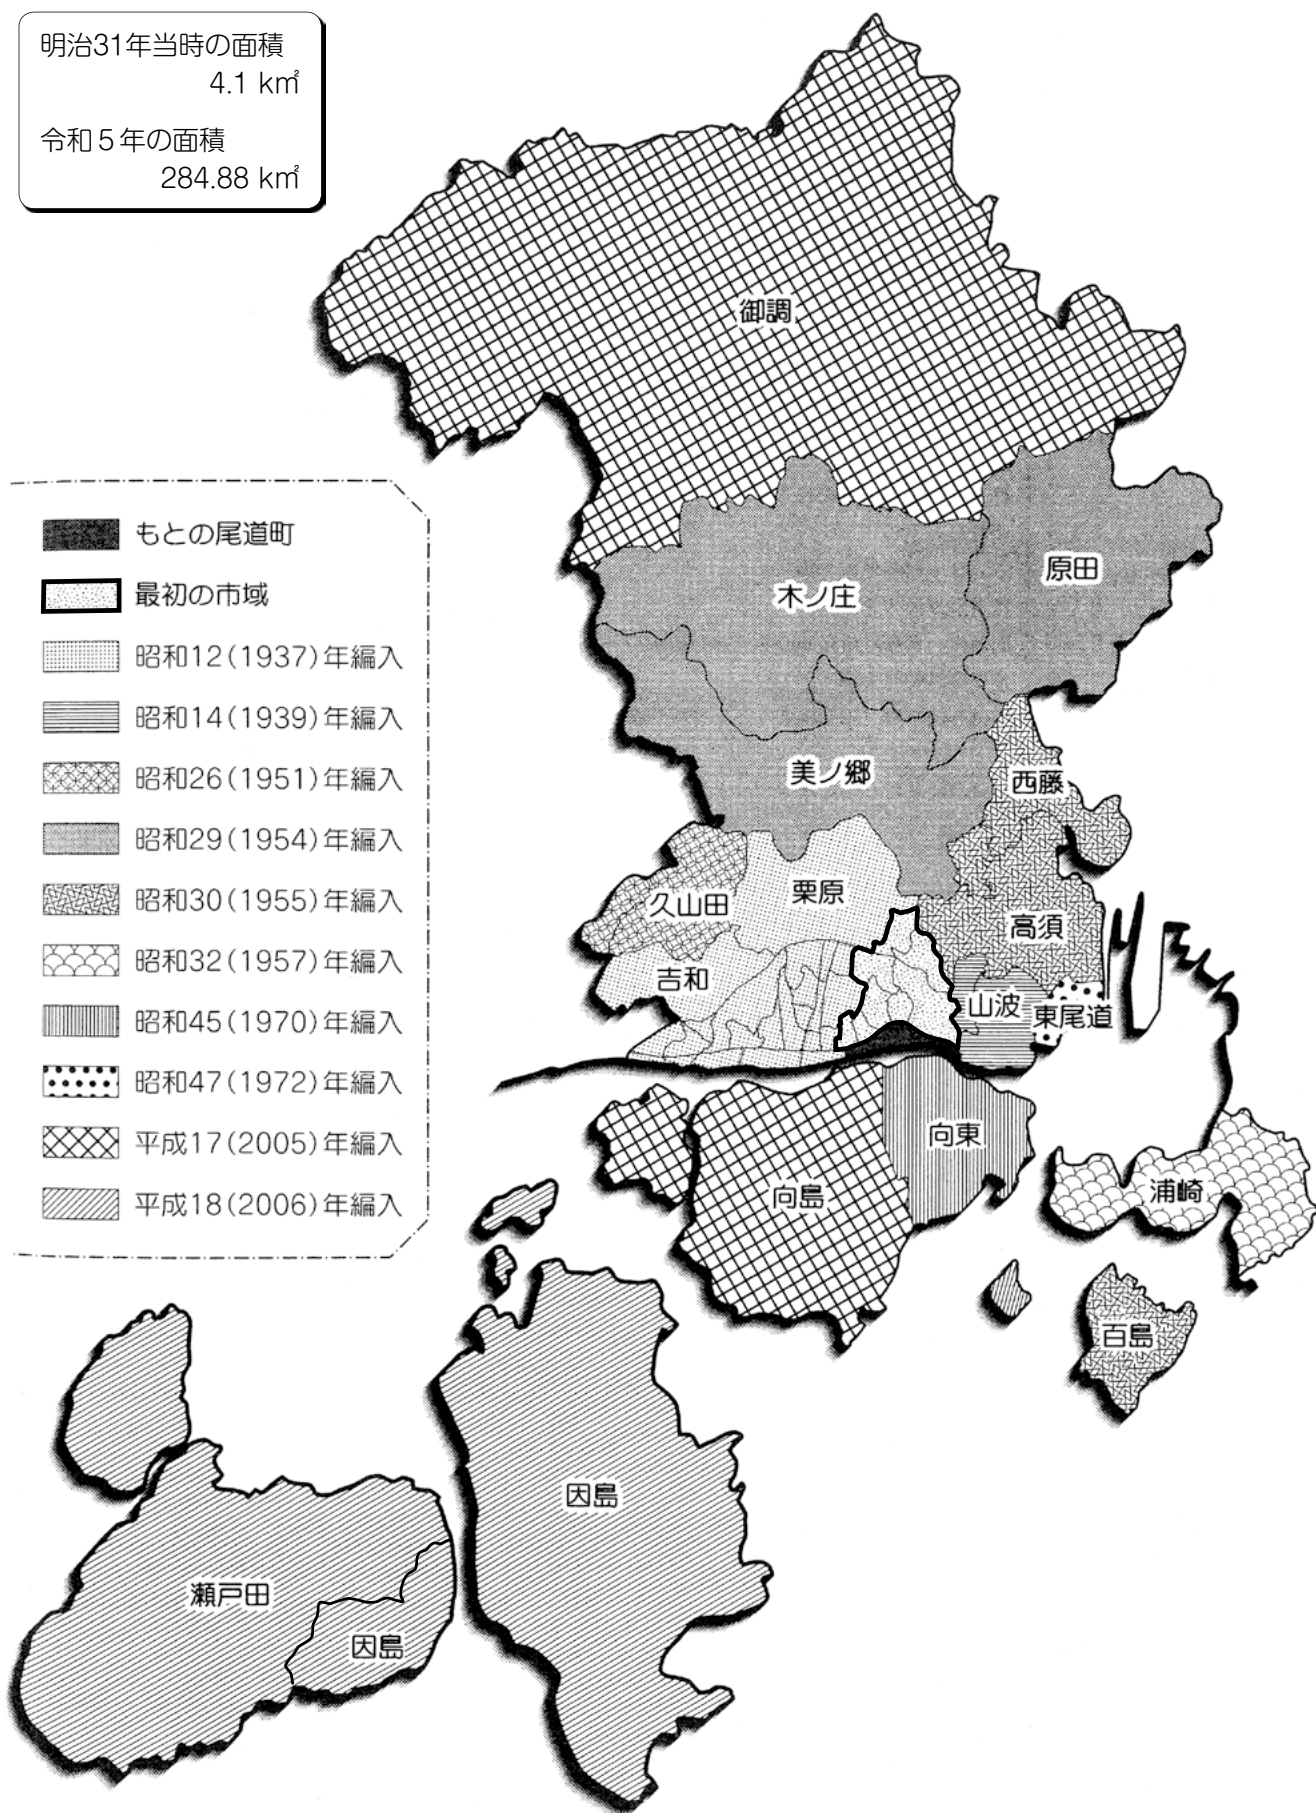 明治31年当時の面積
4.1 k㎡
令和5年の面積
284.88 k㎡
御調
もとの尾道町
最初の市域
昭和12(1937)年編入
昭和14(1939)年編入
昭和26(1951)年編入
昭和29(1954)年編入
昭和30(1955)年編入
昭和32(1957)年編入
昭和45(1970)年編入
昭和47(1972)年編入
平成17(2005)年編入
平成18(2006)年編入
原田
木ノ庄
美ノ郷
西藤
栗原
久山田
高須
吉和
山波
東尾道
向東
向島
浦崎
百島
因島
瀬戸田
因島